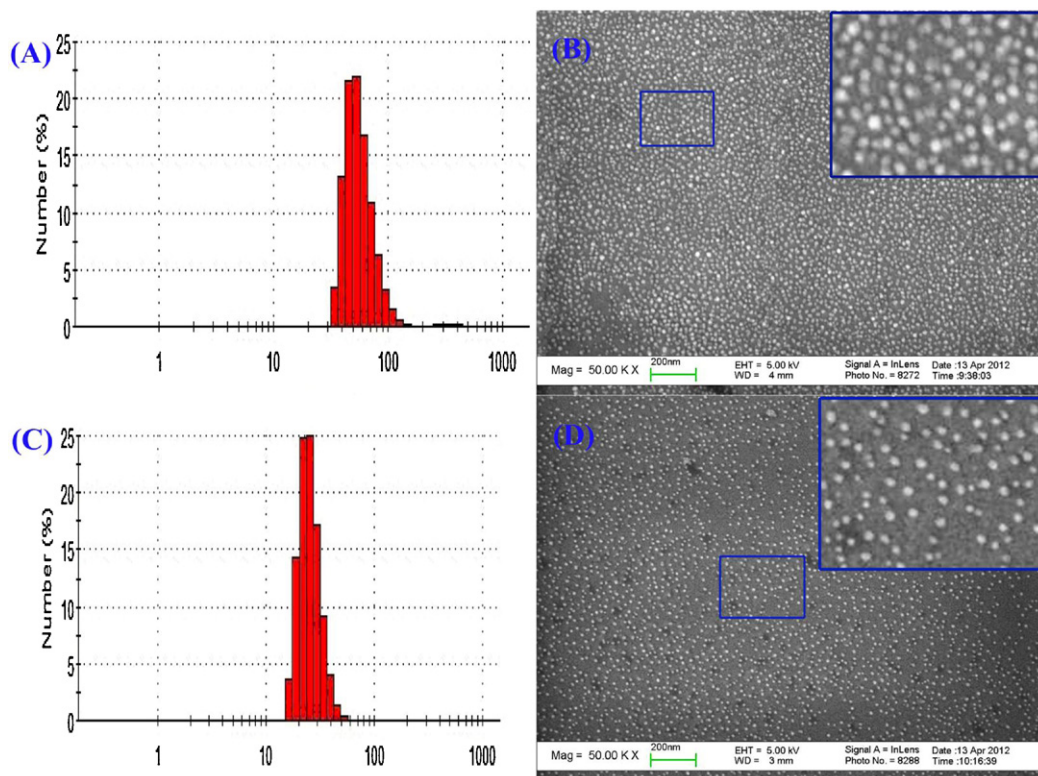 (A)
Number (%)
25
20
15
10
5
0
1 10 100 1000
(B)
Mag = 50.00 K X
200nm
EHT = 5.00 kV
WD = 4 mm
Signal A = InLens
Photo No. = 8272
Date :13 Apr 2012
Time :9:38:03
(C)
Number (%)
25
20
15
10
5
0
1 10 100 1000
(D)
Mag = 50.00 K X
200nm
EHT = 5.00 kV
WD = 3 mm
Signal A = InLens
Photo No. = 8288
Date :13 Apr 2012
Time :10:16:39